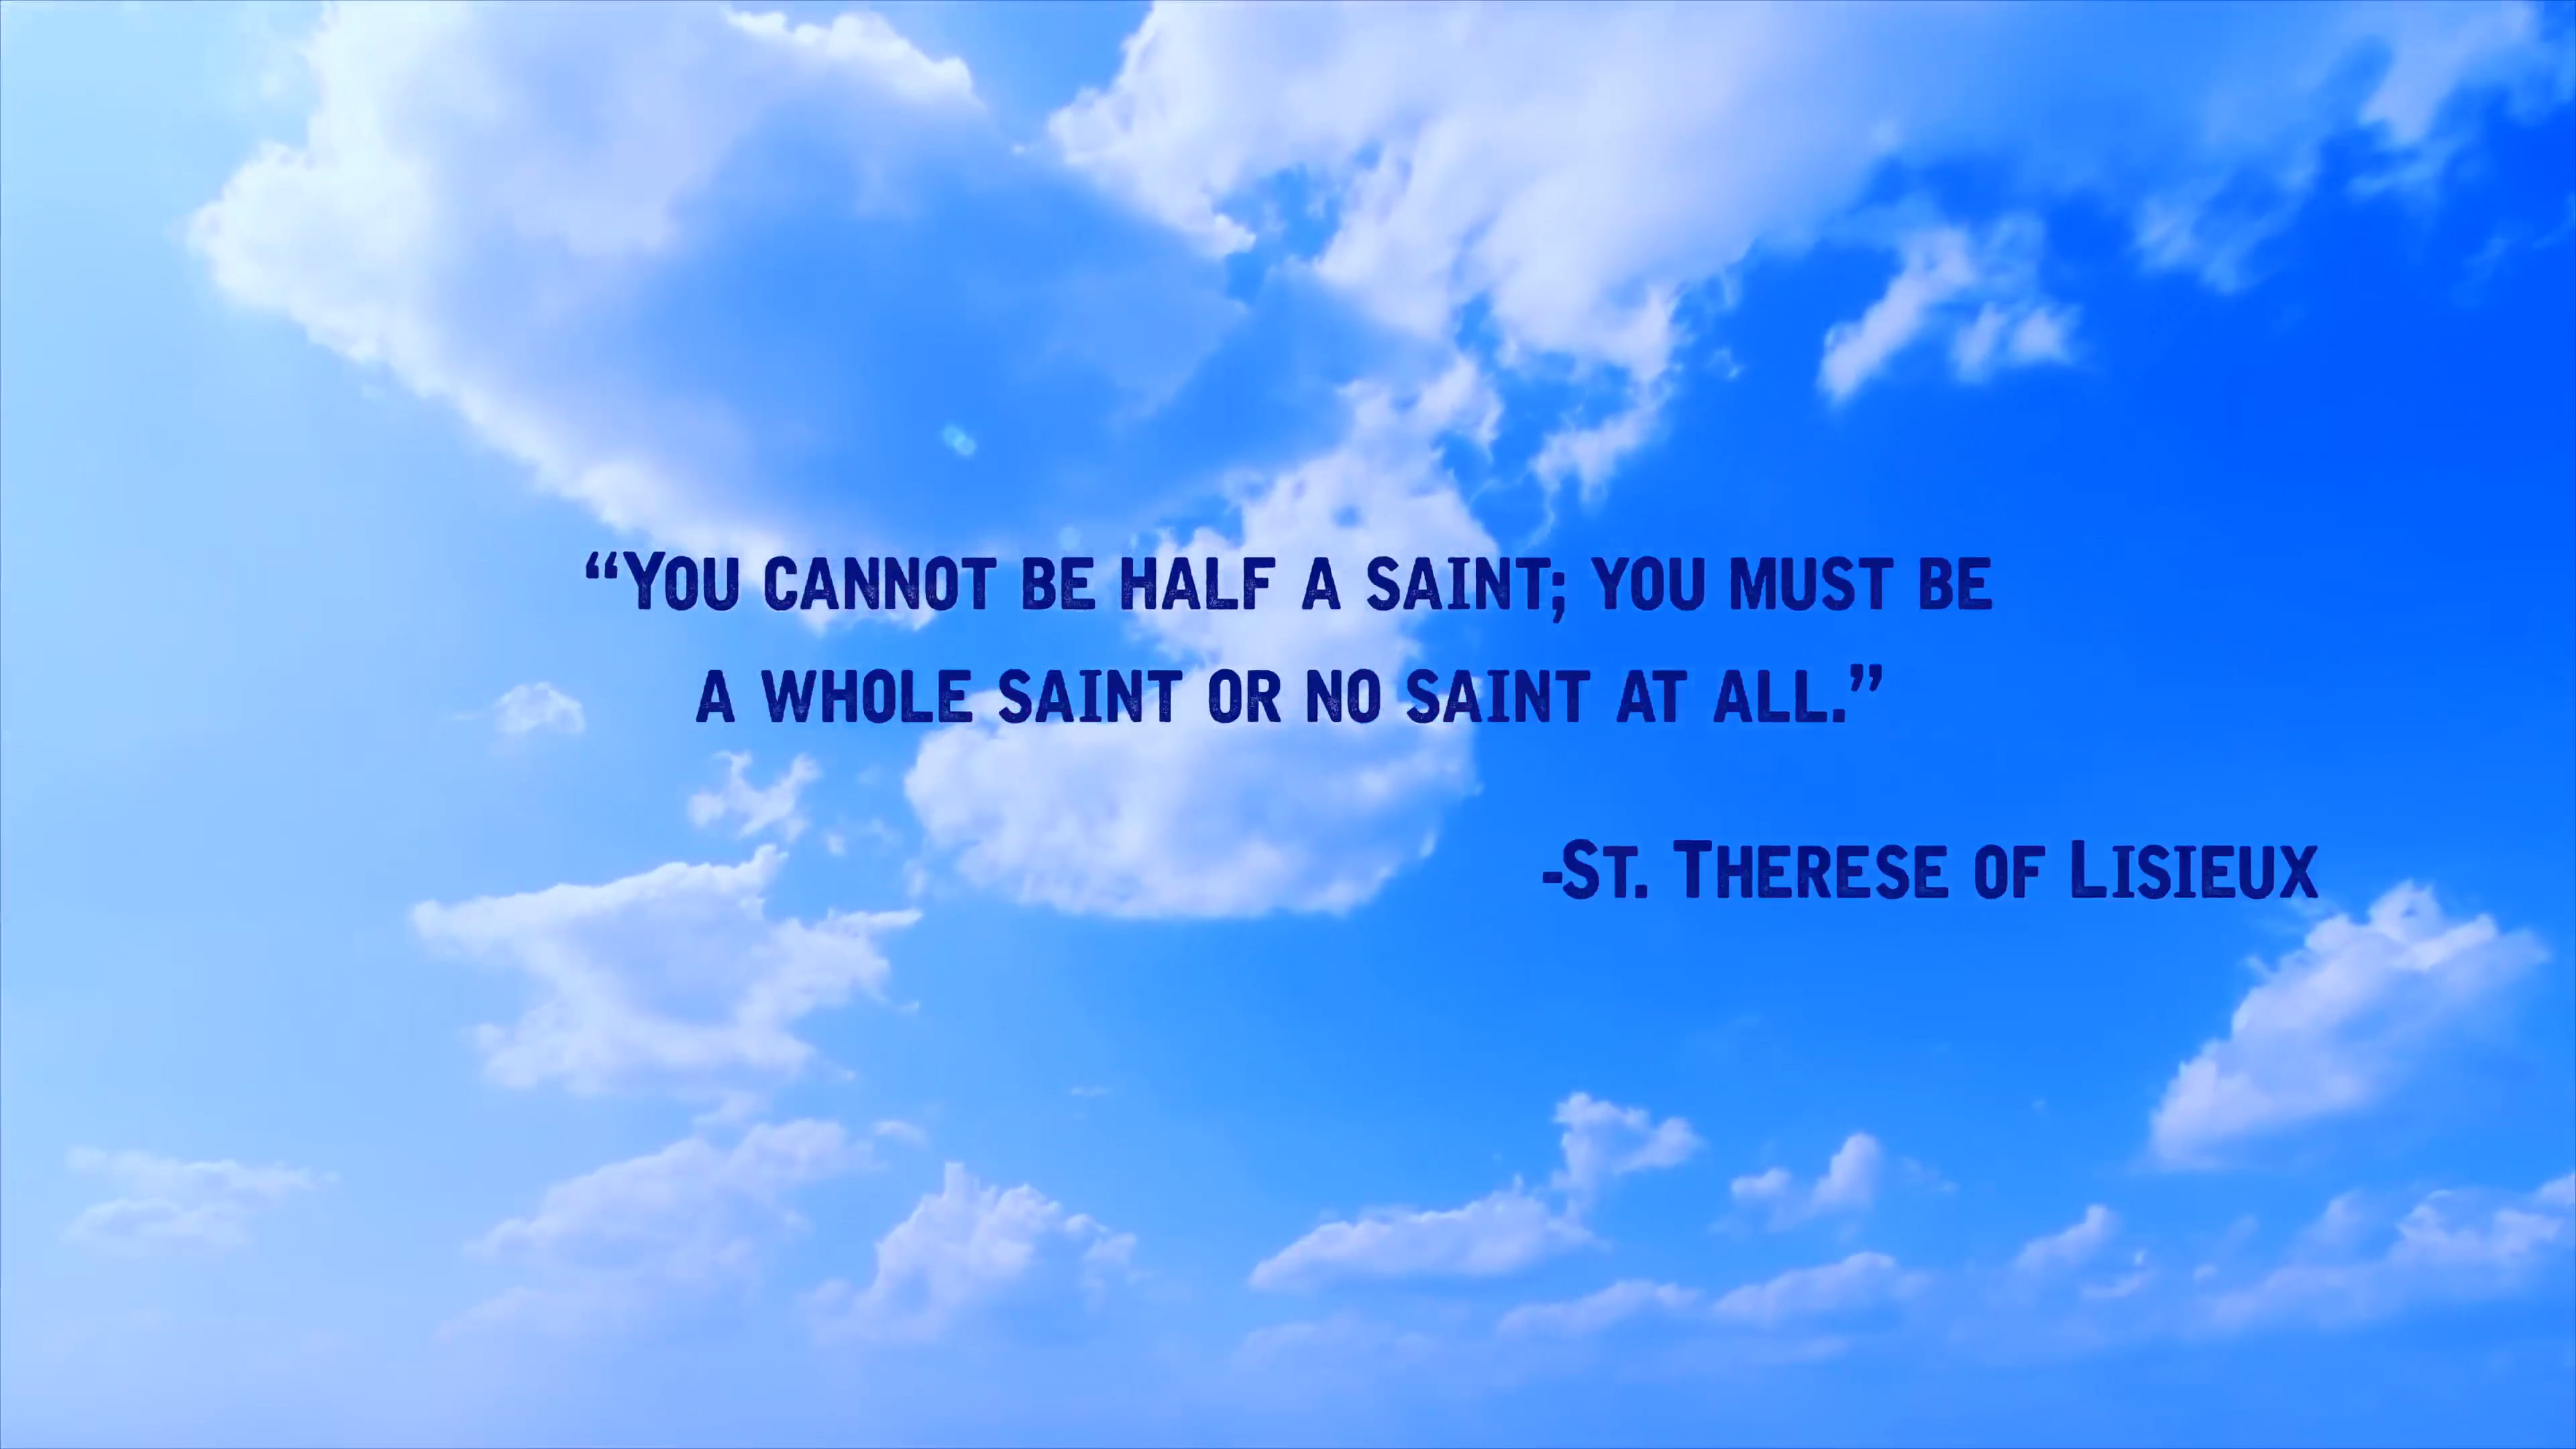 “You cannot be half a saint; you must be
a whole saint or no saint at all.”
-St. Therese of Lisieux